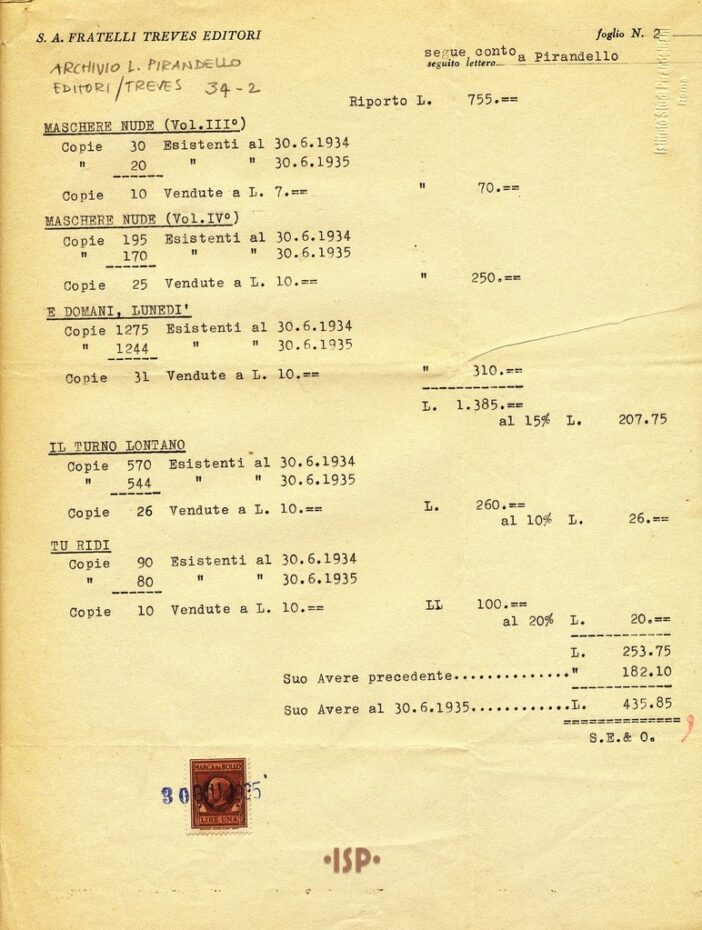 S. A. FRATELLI TREVES EDITORI
foglio N. 2
segue conto a Pirandello
seguito lettera...
ARCHIVIO L. PIRANDELLO
EDITORI/TREVES 34-2
Istituto Studi Pirandelliani
Roma
Riporto L. 755.==
MASCHERE NUDE (Vol.III°)
Copie 30 Esistenti al 30.6.1934
" 20 " " 30.6.1935
Copie 10 Vendute a L. 7.== " 70.==
MASCHERE NUDE (Vol.IV°)
Copie 195 Esistenti al 30.6.1934
" 170 " " 30.6.1935
Copie 25 Vendute a L. 10.== " 250.==
E DOMANI, LUNEDI'
Copie 1275 Esistenti al 30.6.1934
" 1244 " " 30.6.1935
Copie 31 Vendute a L. 10.== " 310.==
L. 1.385.==
al 15% L. 207.75
IL TURNO LONTANO
Copie 570 Esistenti al 30.6.1934
" 544 " " 30.6.1935
Copie 26 Vendute a L. 10.== L. 260.==
al 10% L. 26.==
TU RIDI
Copie 90 Esistenti al 30.6.1934
" 80 " " 30.6.1935
Copie 10 Vendute a L. 10.== LL 100.==
al 20% L. 20.==
L. 253.75
Suo Avere precedente..............." 182.10
Suo Avere al 30.6.1935............L. 435.85
S.E.& O.
MARCA DA BOLLO
30 GIU 1935
LIRE UNA
•ISP•